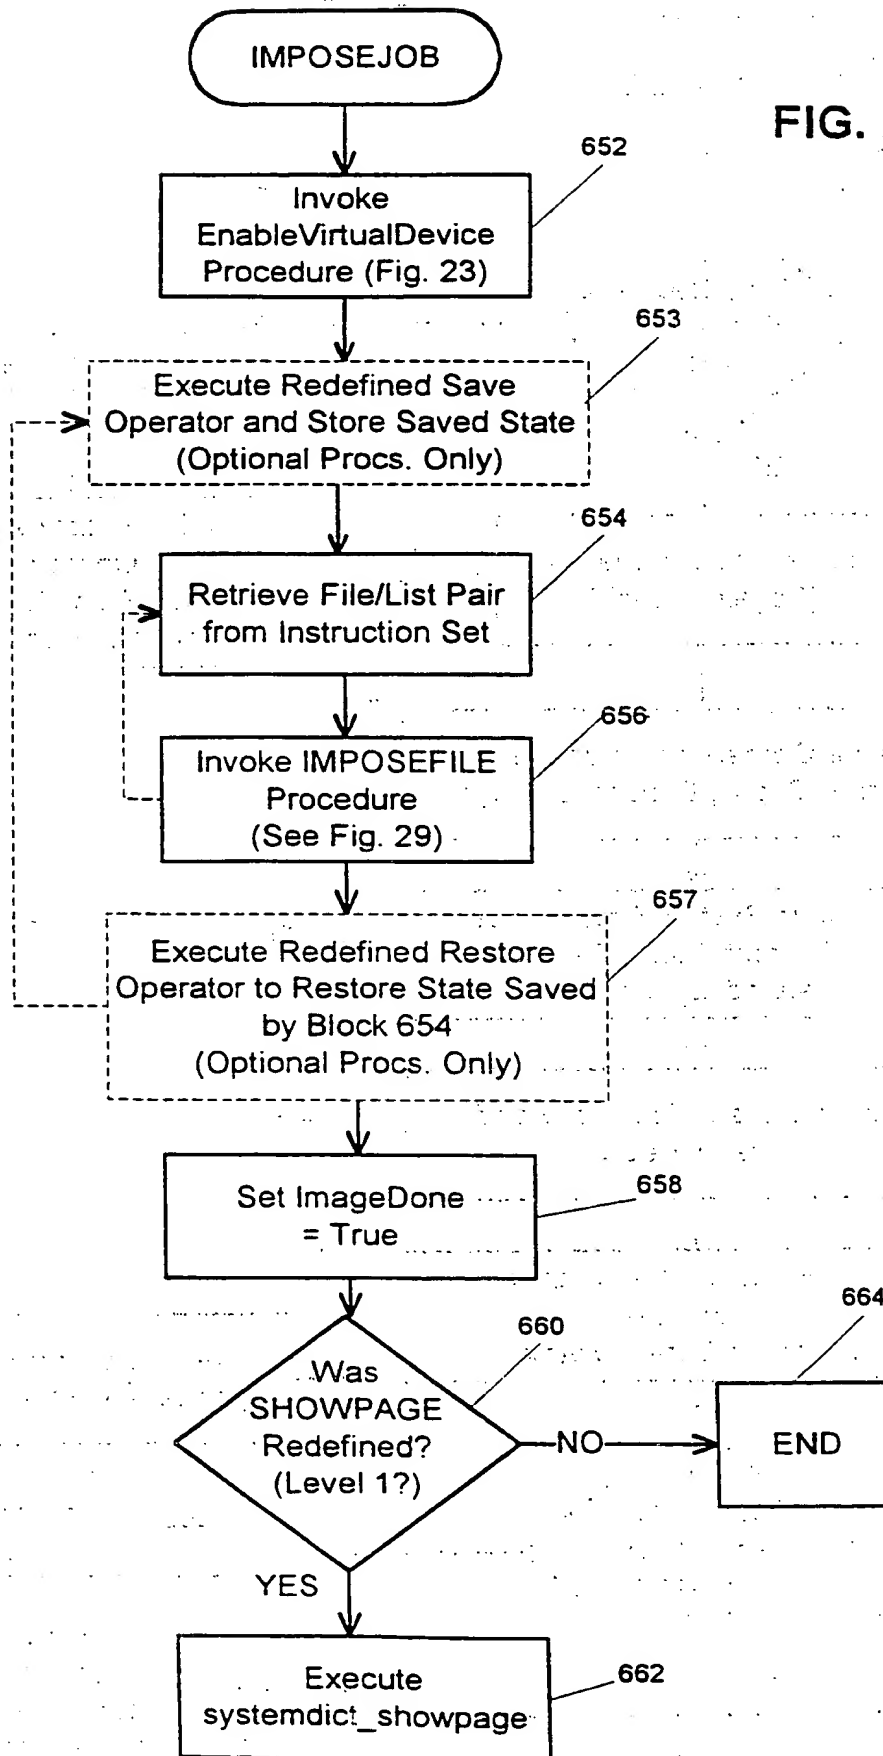 IMPOSEJOB
FIG.
652
Invoke
EnableVirtualDevice
Procedure (Fig. 23)
653
Execute Redefined Save
Operator and Store Saved State
(Optional Procs. Only)
654
Retrieve File/List Pair
from Instruction Set
656
Invoke IMPOSEFILE
Procedure
(See Fig. 29)
657
Execute Redefined Restore
Operator to Restore State Saved
by Block 654
(Optional Procs. Only)
658
Set ImageDone
= True
660
664
Was
SHOWPAGE
Redefined?
(Level 1?)
NO
END
YES
662
Execute
systemdict_showpage